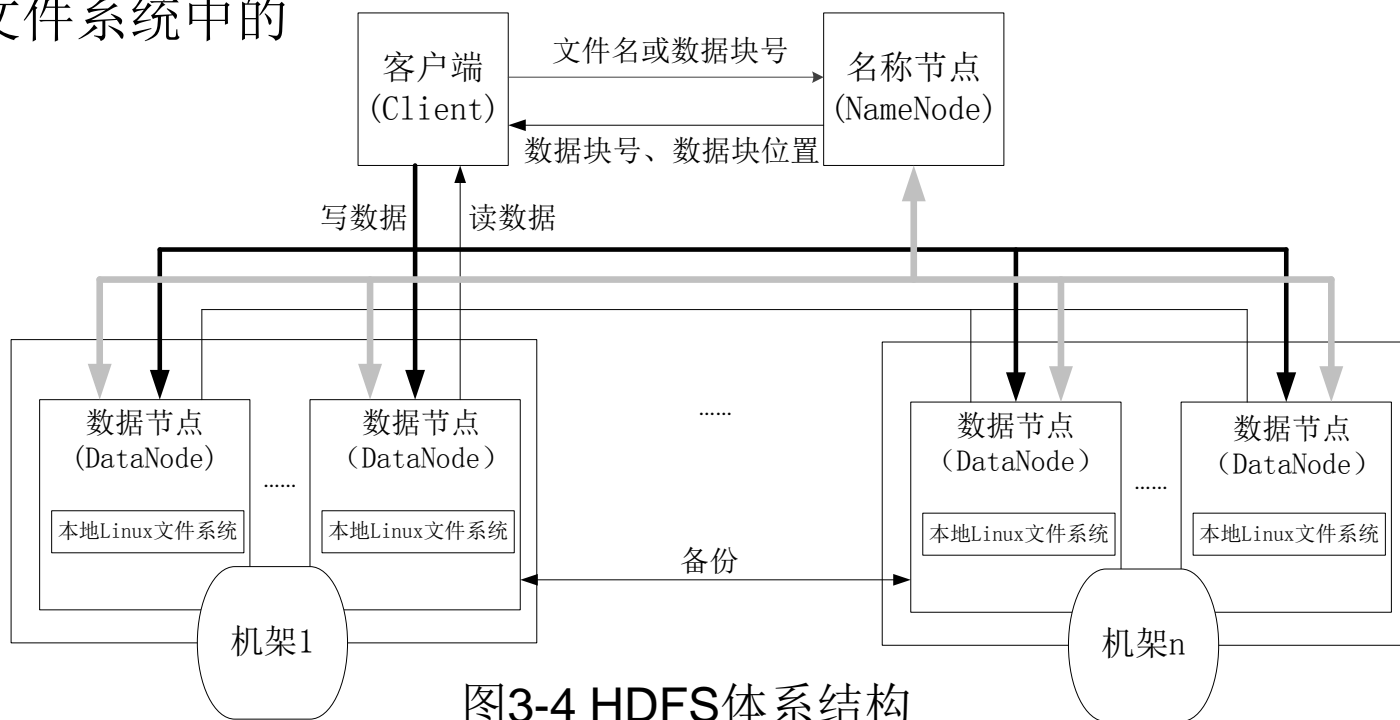 文件系统中的
客户端
(Client)
文件名或数据块号
名称节点
(NameNode)
数据块号、数据块位置
写数据
读数据
数据节点
(DataNode)
......
本地Linux文件系统
数据节点
（DataNode）
本地Linux文件系统
......
数据节点
（DataNode）
......
本地Linux文件系统
数据节点
（DataNode）
本地Linux文件系统
备份
机架1
机架n
图3-4 HDFS体系结构